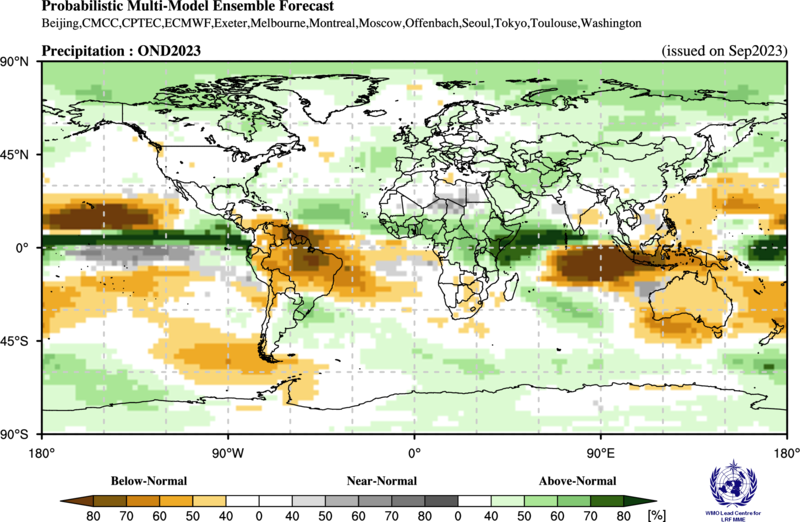 Probabilistic Multi-Model Ensemble Forecast
Beijing,CMCC,CPTEC,ECMWF,Exeter,Melbourne,Montreal,Moscow,Offenbach,Seoul,Tokyo,Toulouse,Washington
Precipitation : OND2023 (issued on Sep2023)
90°N
45°N
0°
45°S
90°S
180° 90°W 0° 90°E 180°
Below-Normal Near-Normal Above-Normal
80 70 60 50 40 0 40 50 60 70 80 0 40 50 60 70 80 [%]
WMO Lead Centre for
LRFMME